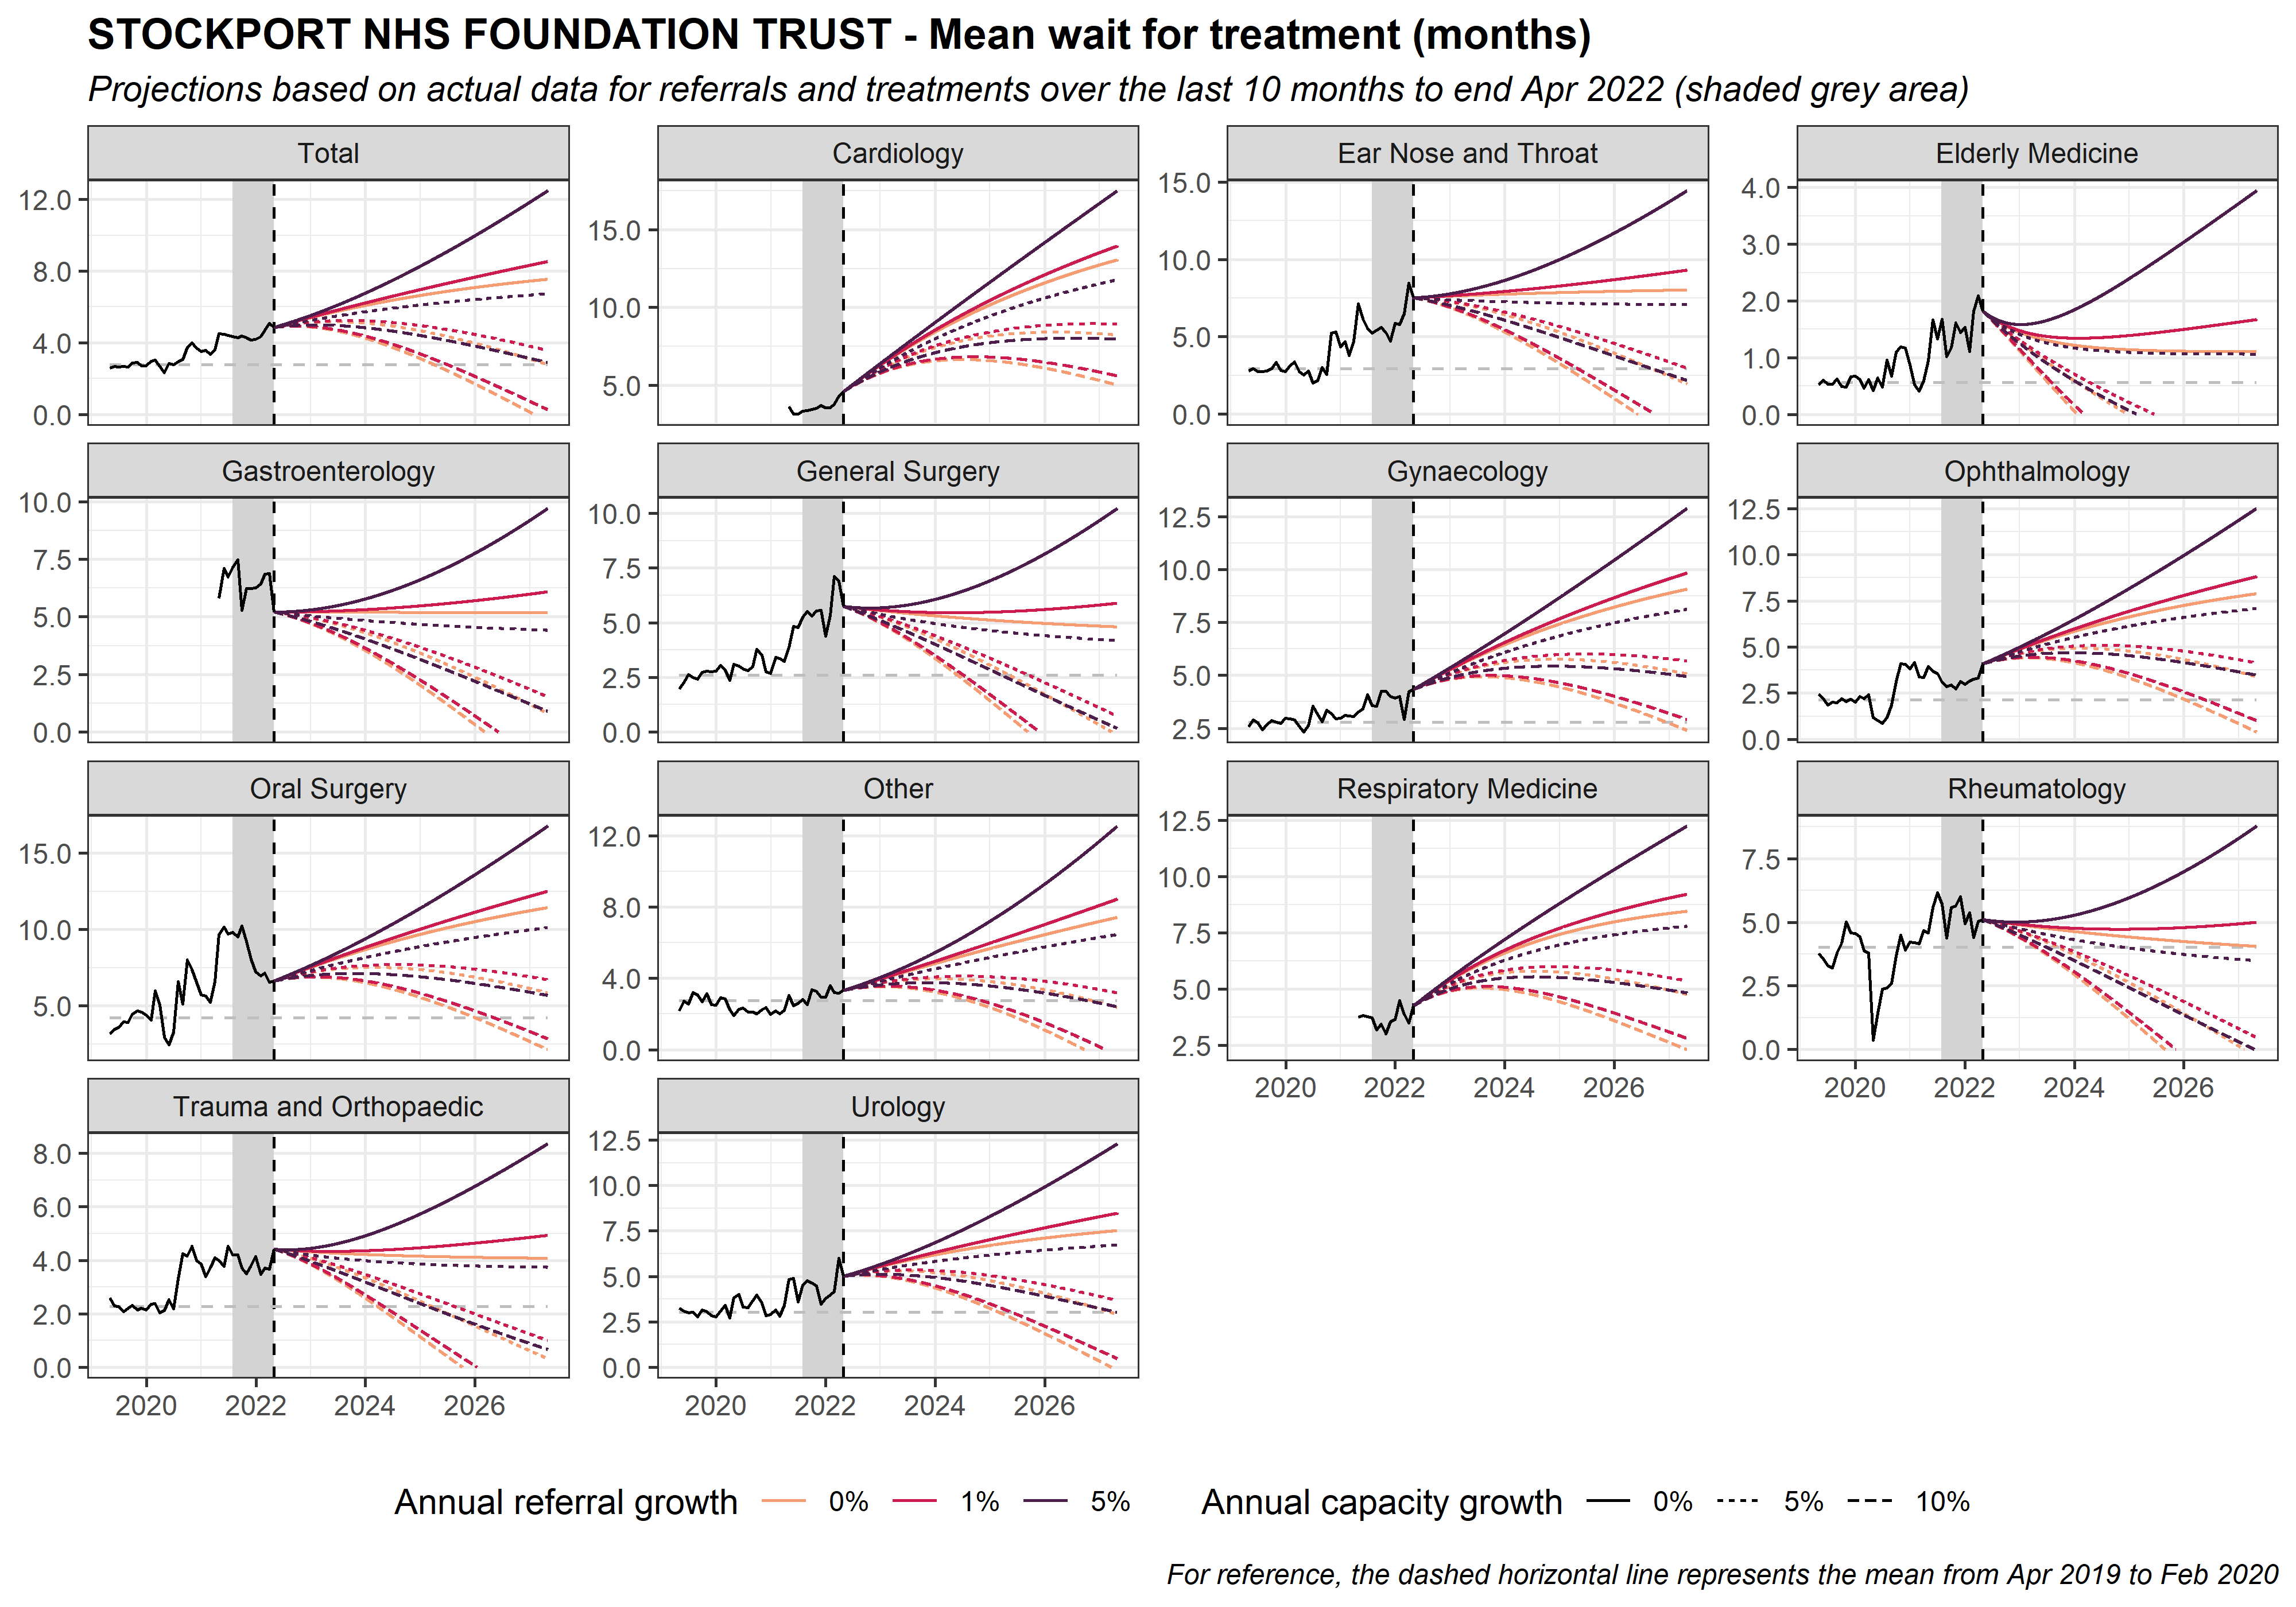 STOCKPORT NHS FOUNDATION TRUST - Mean wait for treatment (months)
Projections based on actual data for referrals and treatments over the last 10 months to end Apr 2022 (shaded grey area)
Total
12.0
8.0
4.0
0.0
Cardiology
15.0
10.0
5.0
Ear Nose and Throat
15.0
10.0
5.0
0.0
Elderly Medicine
4.0
3.0
2.0
1.0
0.0
Gastroenterology
10.0
7.5
5.0
2.5
0.0
General Surgery
10.0
7.5
5.0
2.5
0.0
Gynaecology
12.5
10.0
7.5
5.0
2.5
Ophthalmology
12.5
10.0
7.5
5.0
2.5
0.0
Oral Surgery
15.0
10.0
5.0
Other
12.0
8.0
4.0
0.0
Respiratory Medicine
12.5
10.0
7.5
5.0
2.5
2020 2022 2024 2026
Rheumatology
7.5
5.0
2.5
0.0
2020 2022 2024 2026
Trauma and Orthopaedic
8.0
6.0
4.0
2.0
0.0
2020 2022 2024 2026
Urology
12.5
10.0
7.5
5.0
2.5
0.0
2020 2022 2024 2026
Annual referral growth 0% 1% 5%
Annual capacity growth 0% 5% 10%
For reference, the dashed horizontal line represents the mean from Apr 2019 to Feb 2020